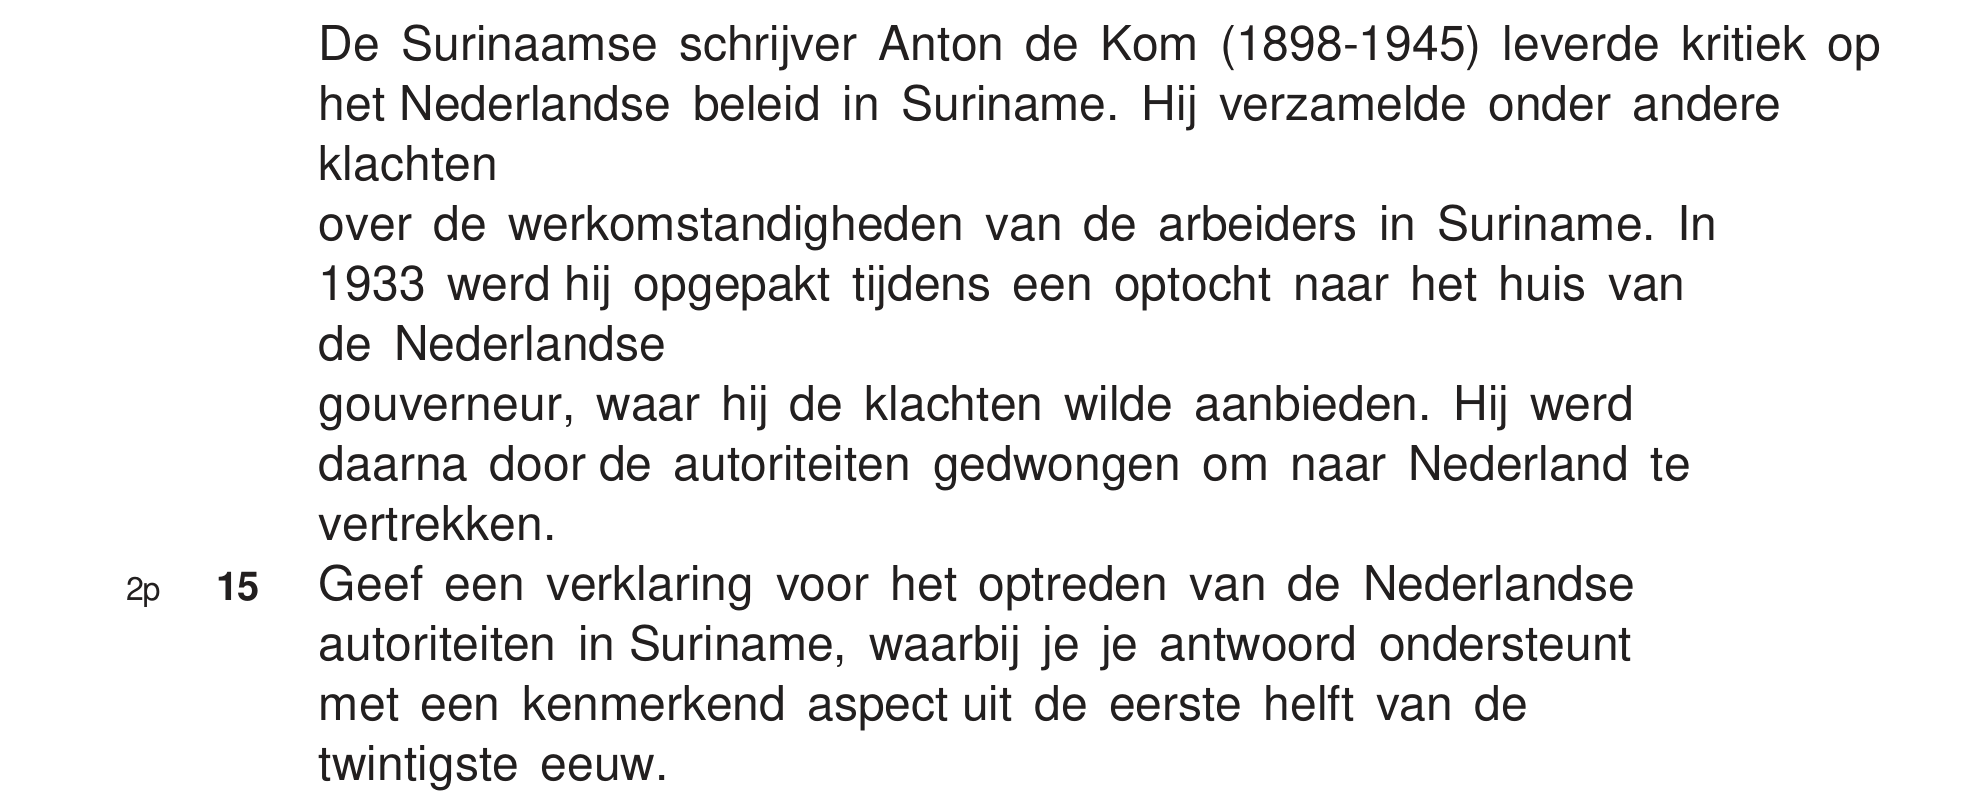 De Surinaamse schrijver Anton de Kom (1898-1945) leverde kritiek op
het Nederlandse beleid in Suriname. Hij verzamelde onder andere
klachten
over de werkomstandigheden van de arbeiders in Suriname. In
1933 werd hij opgepakt tijdens een optocht naar het huis van
de Nederlandse
gouverneur, waar hij de klachten wilde aanbieden. Hij werd
daarna door de autoriteiten gedwongen om naar Nederland te
vertrekken.
2p 15 Geef een verklaring voor het optreden van de Nederlandse
autoriteiten in Suriname, waarbij je je antwoord ondersteunt
met een kenmerkend aspect uit de eerste helft van de
twintigste eeuw.